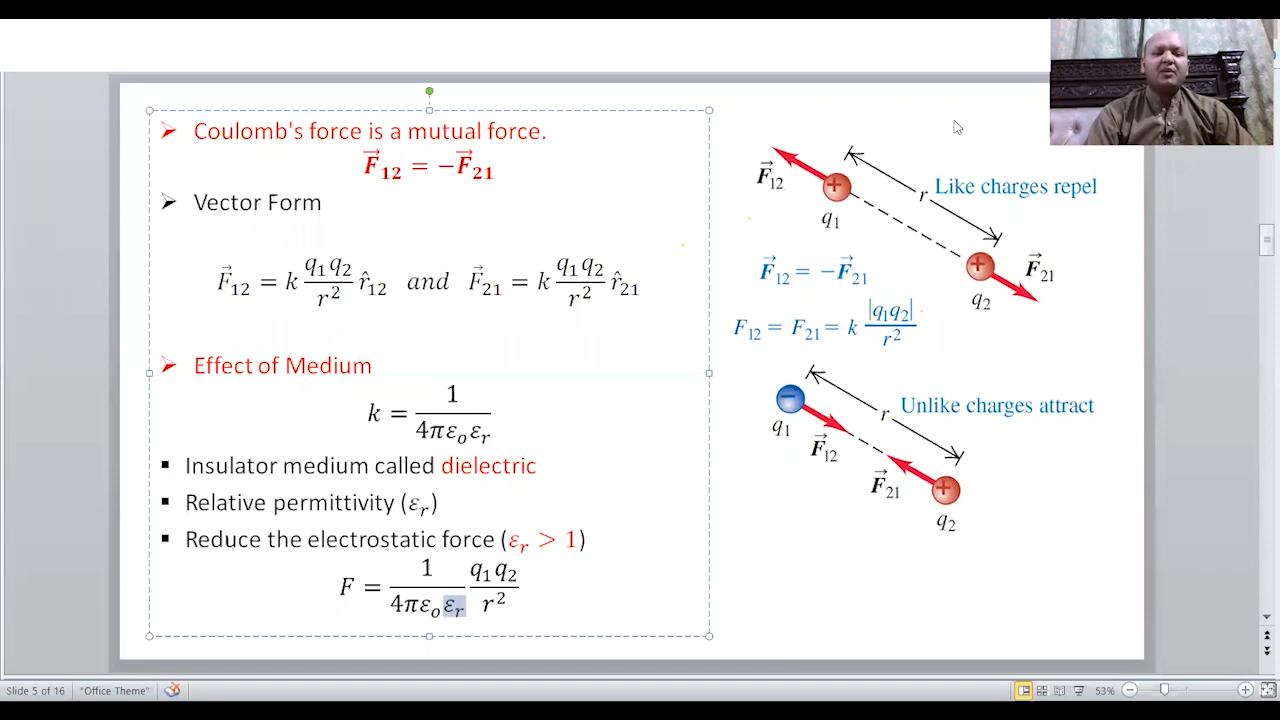 Coulomb's force is a mutual force.
F⃗₁₂ = −F⃗₂₁
Vector Form
F⃗₁₂ = k q₁q₂/r² r̂₁₂ and F⃗₂₁ = k q₁q₂/r² r̂₂₁
Effect of Medium
k = 1/4πεₒεᵣ
Insulator medium called dielectric
Relative permittivity (εᵣ)
Reduce the electrostatic force (εᵣ > 1)
F = 1/4πεₒεᵣ q₁q₂/r²
F⃗₁₂
+
r
Like charges repel
q₁
+
F⃗₂₁
q₂
F⃗₁₂ = −F⃗₂₁
F₁₂ = F₂₁ = k |q₁q₂|/r²
−
r
Unlike charges attract
q₁
F⃗₁₂
F⃗₂₁
+
q₂
Slide 5 of 16
"Office Theme"
53%